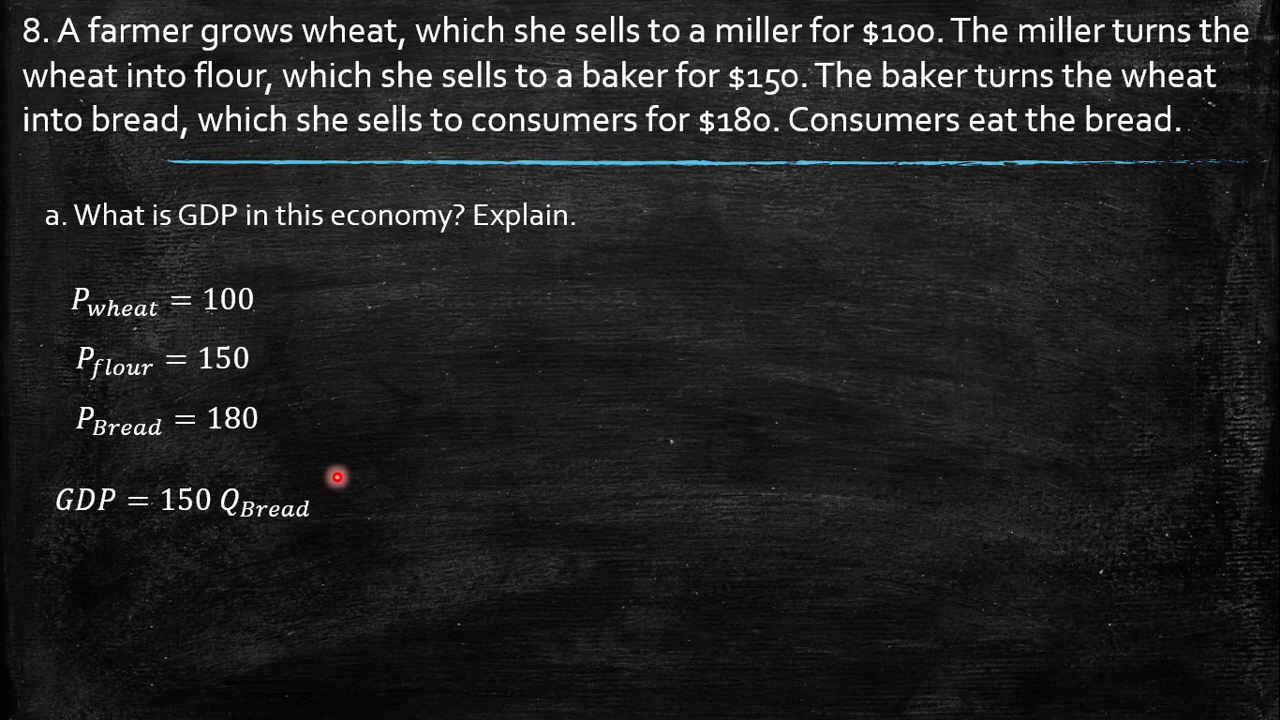 8. A farmer grows wheat, which she sells to a miller for $100. The miller turns the
wheat into flour, which she sells to a baker for $150. The baker turns the wheat
into bread, which she sells to consumers for $180. Consumers eat the bread.
a. What is GDP in this economy? Explain.
P_wheat = 100
P_flour = 150
P_Bread = 180
GDP = 150 Q_Bread